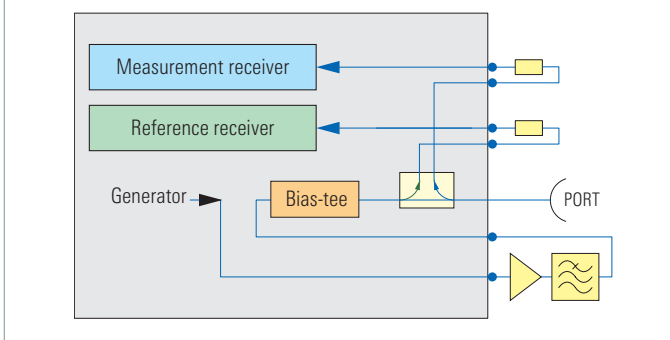 Measurement receiver
Reference receiver
Generator
Bias-tee
PORT